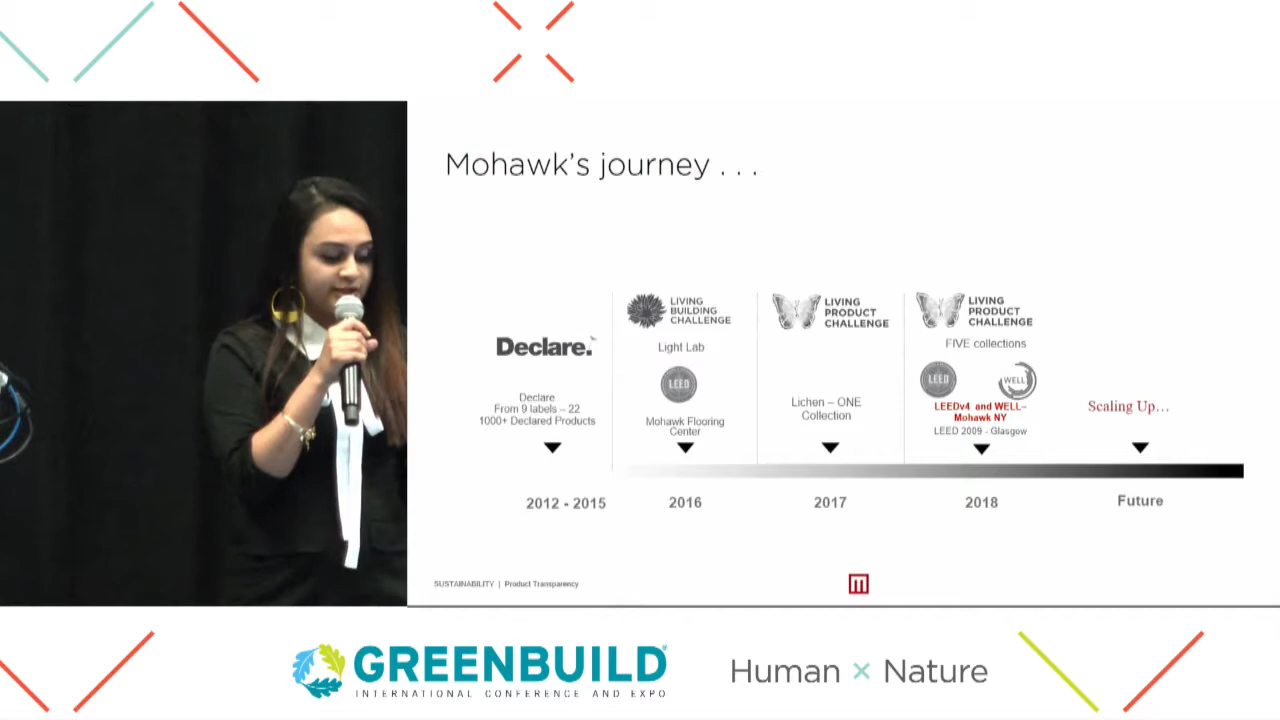 Mohawk's journey . . .
Declare.
Declare
From 9 labels – 22
1000+ Declared Products
LIVING
BUILDING
CHALLENGE
Light Lab
LEED
Mohawk Flooring
Center
LIVING
PRODUCT
CHALLENGE
Lichen – ONE
Collection
LIVING
PRODUCT
CHALLENGE
FIVE collections
LEED
WELL
LEEDv4 and WELL–
Mohawk NY
LEED 2009 - Glasgow
Scaling Up…
2012 - 2015
2016
2017
2018
Future
SUSTAINABILITY | Product Transparency
GREENBUILD
INTERNATIONAL CONFERENCE AND EXPO
Human × Nature